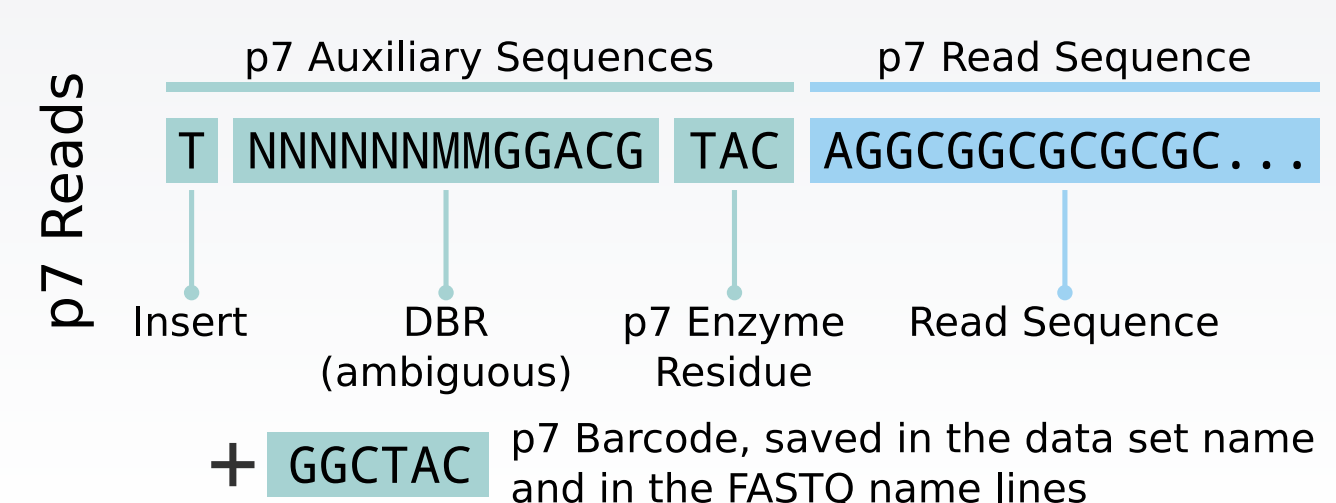 p7 Reads
p7 Auxiliary Sequences
p7 Read Sequence
T NNNNNNMMGGACG TAC AGGCGGCGCGCGC...
Insert
DBR
(ambiguous)
p7 Enzyme
Residue
Read Sequence
+ GGCTAC
p7 Barcode, saved in the data set name
and in the FASTQ name lines